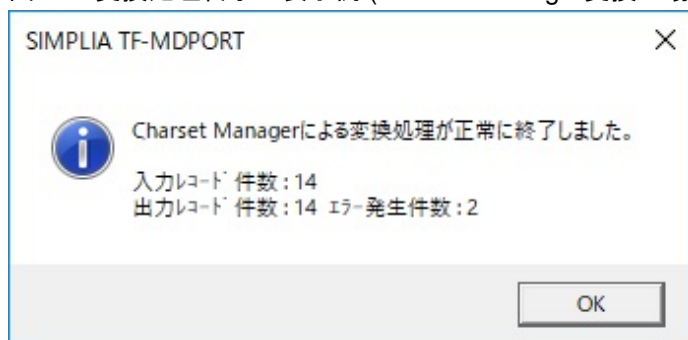 SIMPLIA TF-MDPORT
Charset Managerによる変換処理が正常に終了しました。
入力ﾚｺｰﾄﾞ件数:14
出力ﾚｺｰﾄﾞ件数:14 ｴﾗｰ発生件数:2
OK